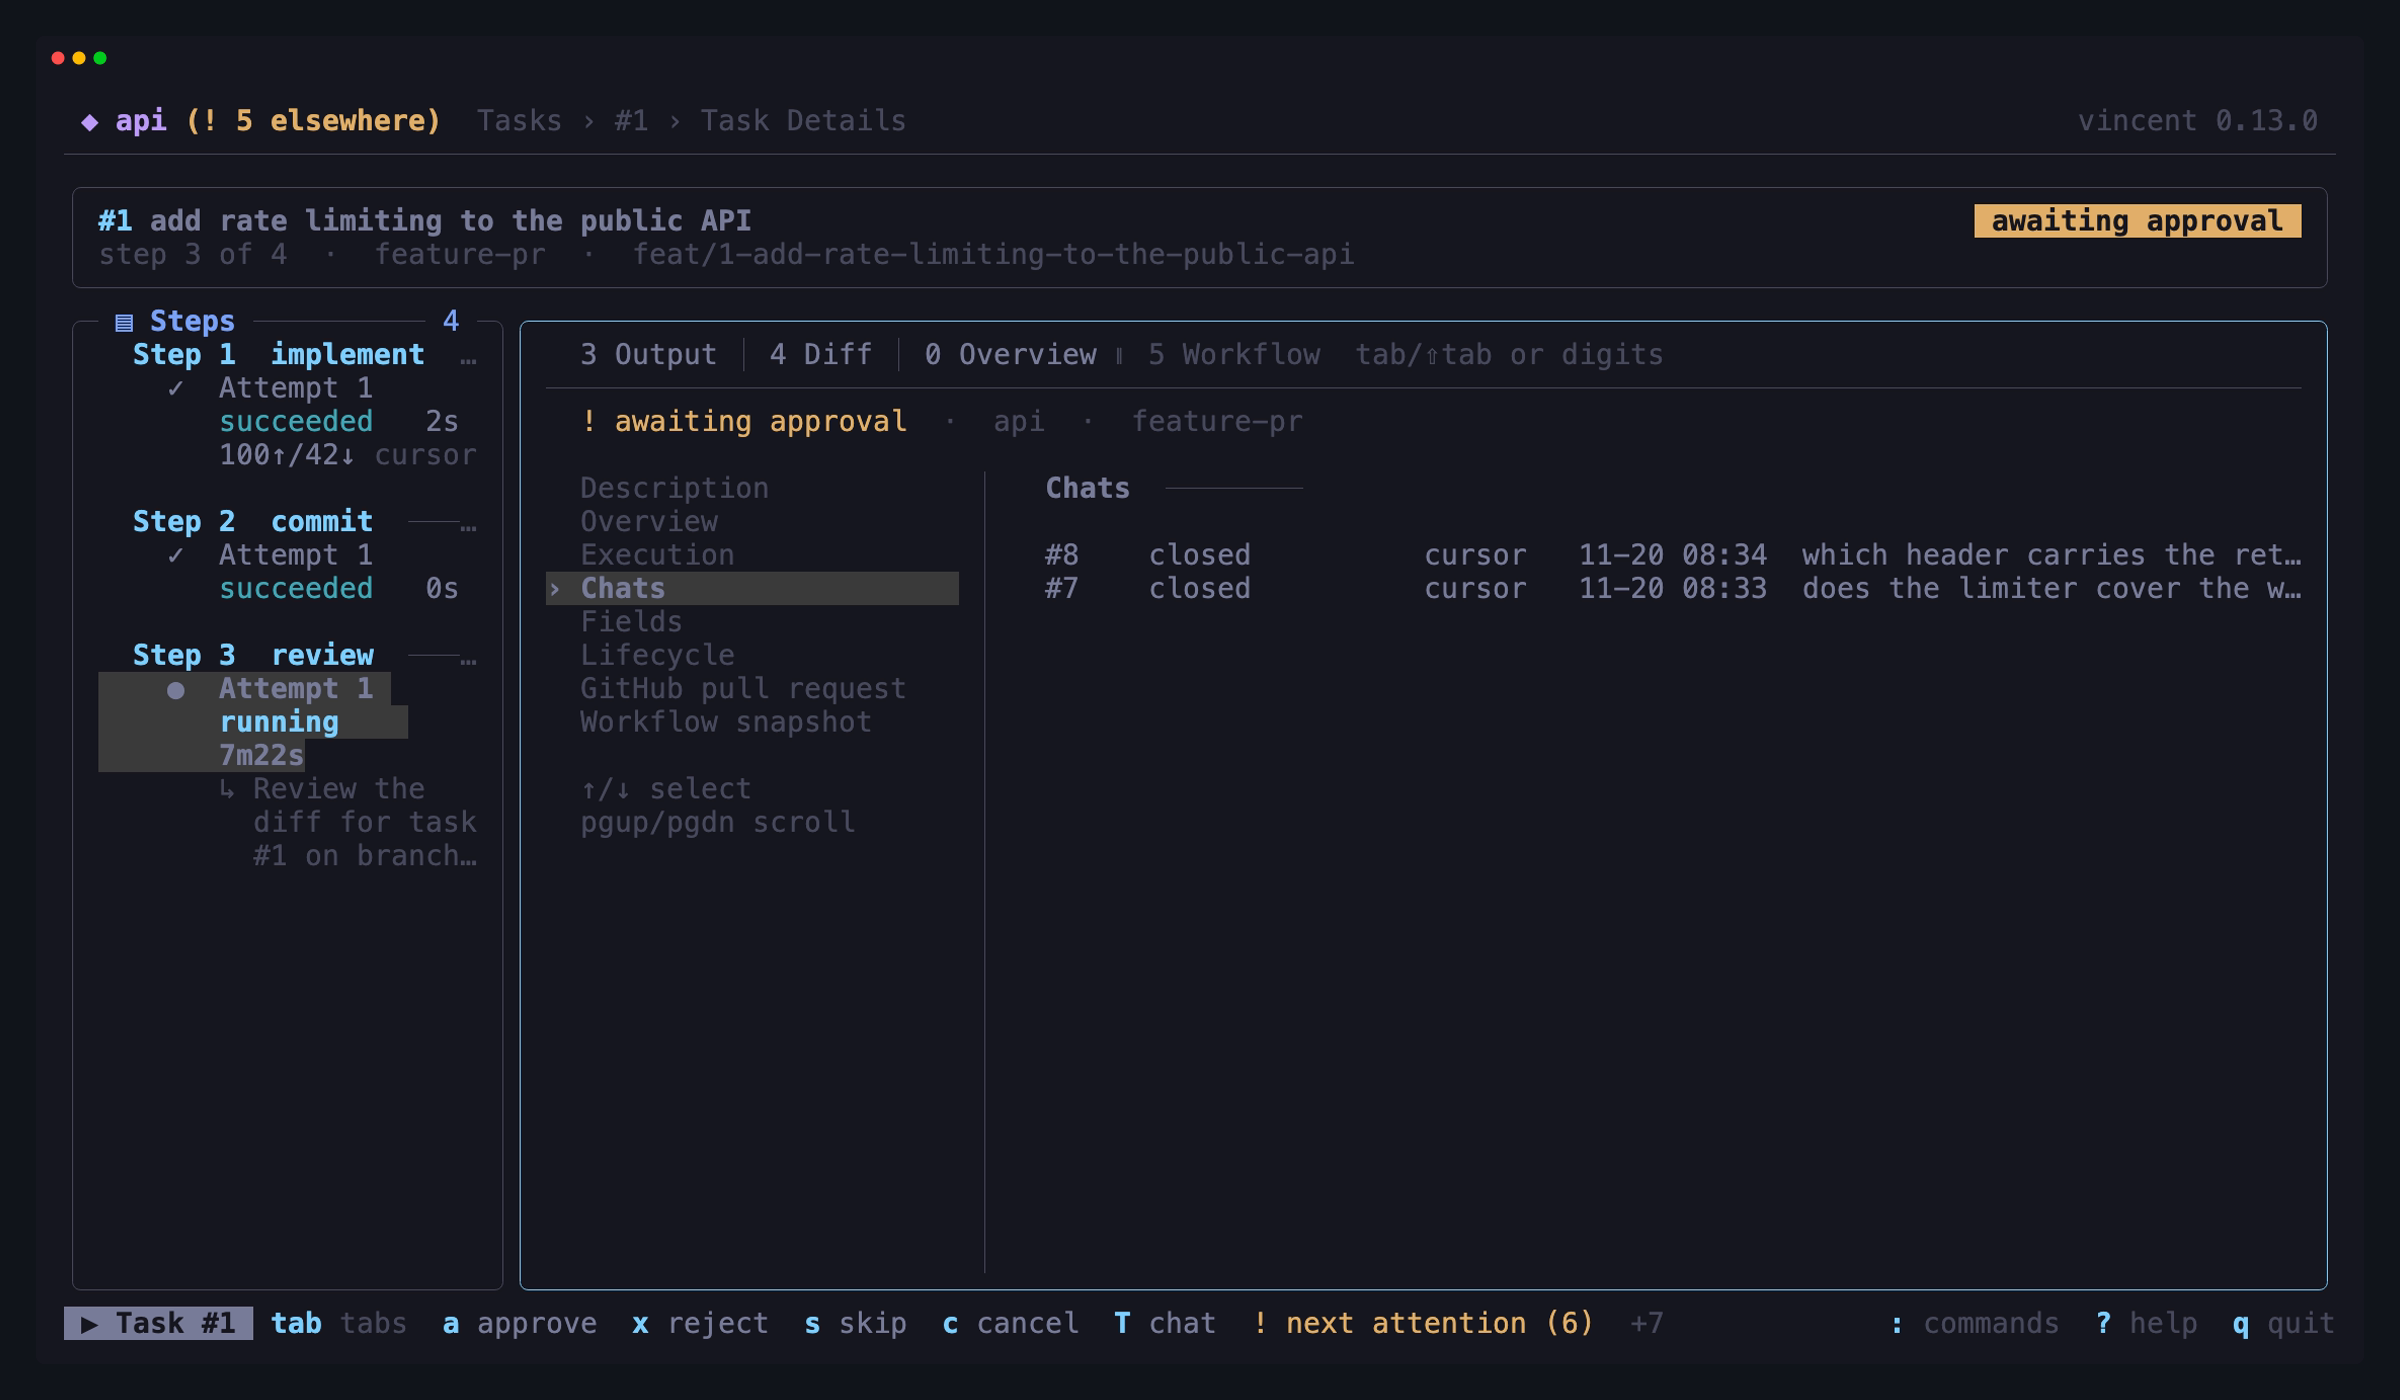 ◆ api (! 5 elsewhere) Tasks › #1 › Task Details vincent 0.13.0
#1 add rate limiting to the public API awaiting approval
step 3 of 4 · feature-pr · feat/1-add-rate-limiting-to-the-public-api
▤ Steps 4
Step 1 implement …
✓ Attempt 1
succeeded 2s
100↑/42↓ cursor
Step 2 commit …
✓ Attempt 1
succeeded 0s
Step 3 review …
● Attempt 1
running
7m22s
↳ Review the
diff for task
#1 on branch…
3 Output │ 4 Diff │ 0 Overview ‖ 5 Workflow tab/⇧tab or digits
! awaiting approval · api · feature-pr
Description
Overview
Execution
› Chats
Fields
Lifecycle
GitHub pull request
Workflow snapshot
↑/↓ select
pgup/pgdn scroll
Chats
#8 closed cursor 11-20 08:34 which header carries the ret…
#7 closed cursor 11-20 08:33 does the limiter cover the w…
▶ Task #1 tab tabs a approve x reject s skip c cancel T chat ! next attention (6) +7 : commands ? help q quit